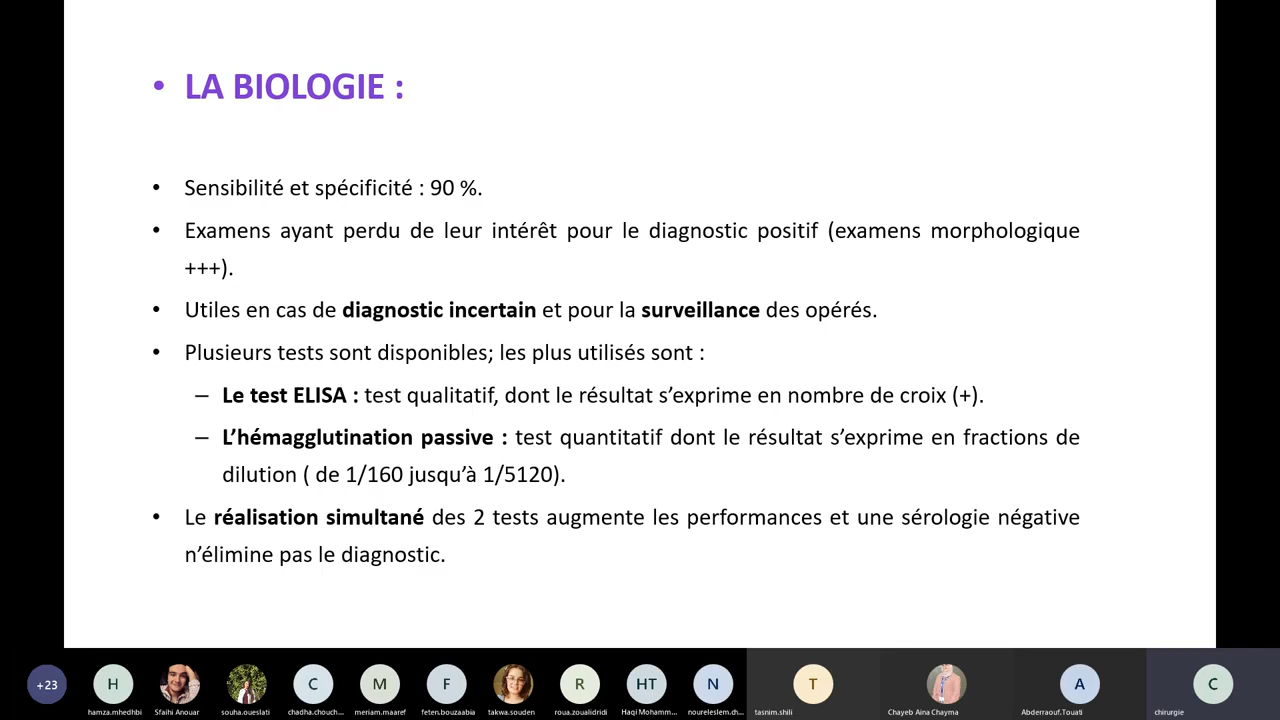 • LA BIOLOGIE :
• Sensibilité et spécificité : 90 %.
• Examens ayant perdu de leur intérêt pour le diagnostic positif (examens morphologique
+++).
• Utiles en cas de diagnostic incertain et pour la surveillance des opérés.
• Plusieurs tests sont disponibles; les plus utilisés sont :
– Le test ELISA : test qualitatif, dont le résultat s’exprime en nombre de croix (+).
– L’hémagglutination passive : test quantitatif dont le résultat s’exprime en fractions de
dilution ( de 1/160 jusqu’à 1/5120).
• Le réalisation simultané des 2 tests augmente les performances et une sérologie négative
n’élimine pas le diagnostic.
+23 H C M F R HT N T A C
hamza.mhedhbi Sfaihi Anouar souha.oueslati chadha.chouch... meriam.maaref feten.bouzaabia takwa.souden roua.zoualidridi Haqi Mohamm... noureleslem.ch... tasnim.shili Chayeb Aina Chayma Abderraouf.Touati chirurgie